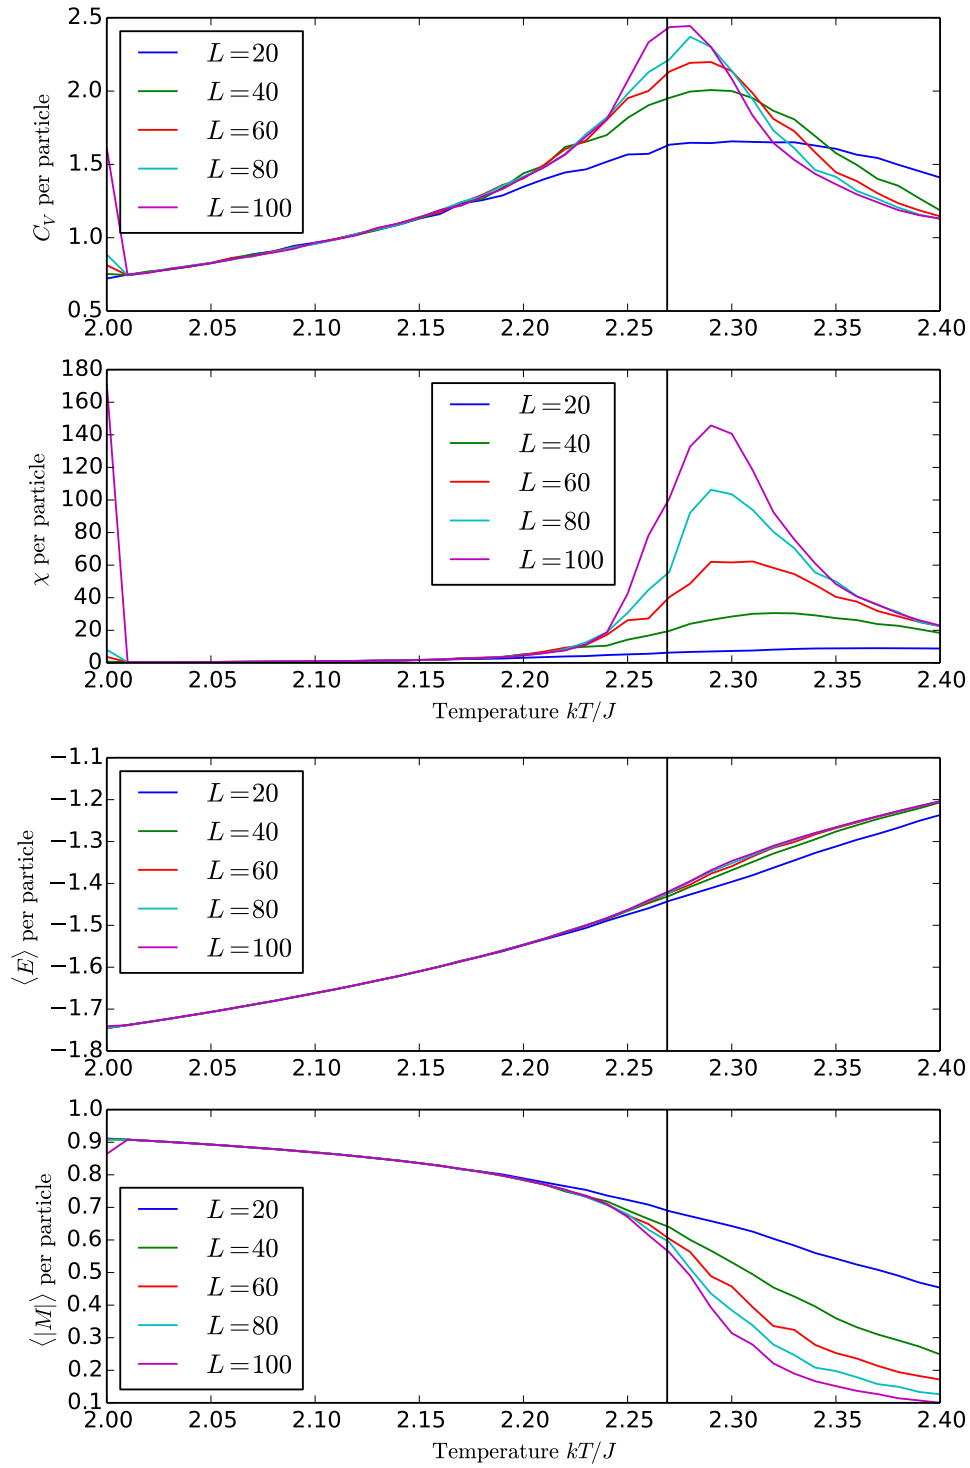 2.5
2.0
1.5
1.0
0.5
C_V per particle
L=20
L=40
L=60
L=80
L=100
2.00 2.05 2.10 2.15 2.20 2.25 2.30 2.35 2.40
180
160
140
120
100
80
60
40
20
0
χ per particle
L=20
L=40
L=60
L=80
L=100
2.00 2.05 2.10 2.15 2.20 2.25 2.30 2.35 2.40
Temperature kT/J
−1.1
−1.2
−1.3
−1.4
−1.5
−1.6
−1.7
−1.8
⟨E⟩ per particle
L=20
L=40
L=60
L=80
L=100
2.00 2.05 2.10 2.15 2.20 2.25 2.30 2.35 2.40
1.0
0.9
0.8
0.7
0.6
0.5
0.4
0.3
0.2
0.1
⟨|M|⟩ per particle
L=20
L=40
L=60
L=80
L=100
2.00 2.05 2.10 2.15 2.20 2.25 2.30 2.35 2.40
Temperature kT/J